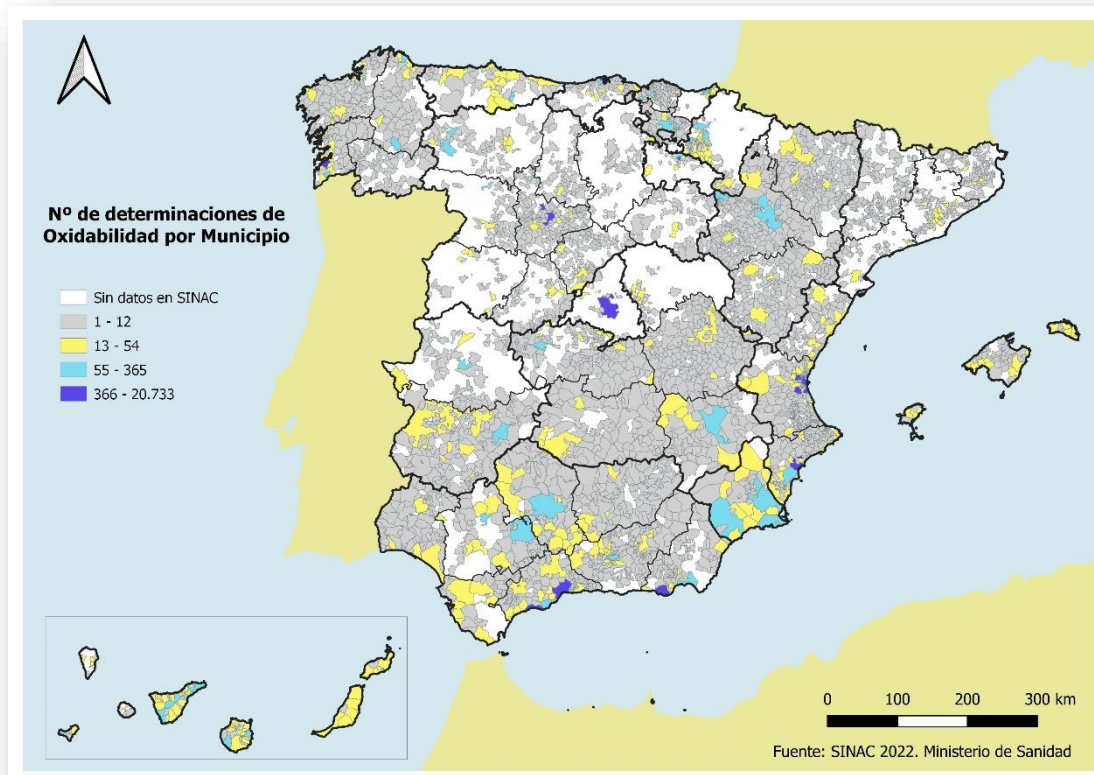 Nº de determinaciones de
Oxidabilidad por Municipio
Sin datos en SINAC
1 - 12
13 - 54
55 - 365
366 - 20.733
0 100 200 300 km
Fuente: SINAC 2022. Ministerio de Sanidad